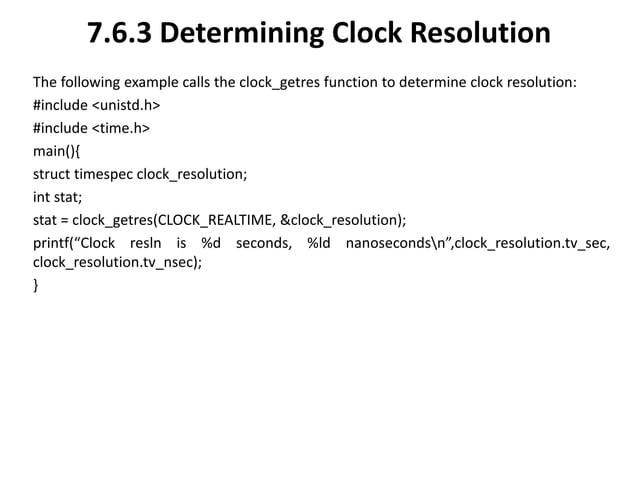 7.6.3 Determining Clock Resolution
The following example calls the clock_getres function to determine clock resolution:
#include <unistd.h>
#include <time.h>
main(){
struct timespec clock_resolution;
int stat;
stat = clock_getres(CLOCK_REALTIME, &clock_resolution);
printf(“Clock resln is %d seconds, %ld nanoseconds\n”,clock_resolution.tv_sec,
clock_resolution.tv_nsec);
}